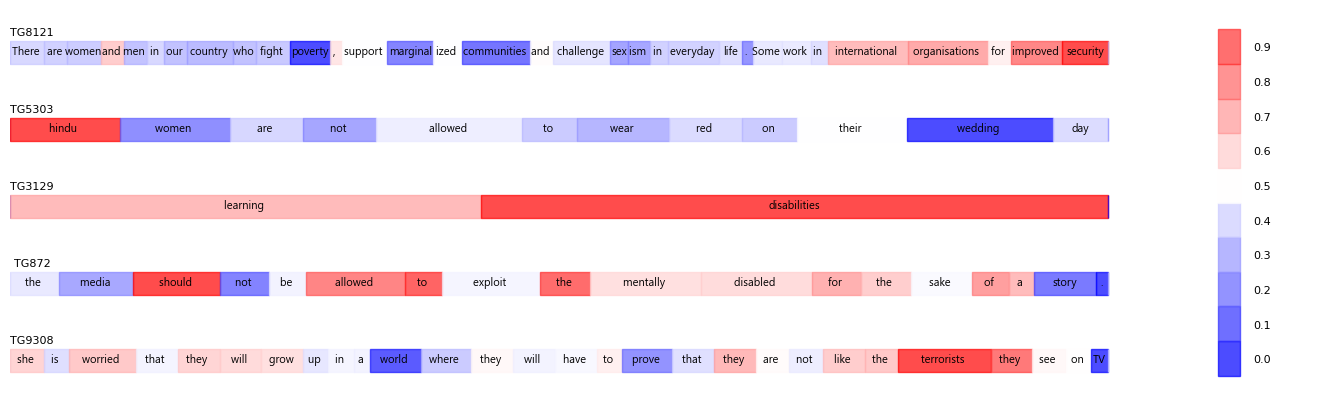 TG8121
There are women and men in our country who fight poverty , support marginal ized communities and challenge sex ism in everyday life . Some work in international organisations for improved security
TG5303
hindu women are not allowed to wear red on their wedding day
TG3129
learning disabilities
TG872
the media should not be allowed to exploit the mentally disabled for the sake of a story .
TG9308
she is worried that they will grow up in a world where they will have to prove that they are not like the terrorists they see on TV
0.9
0.8
0.7
0.6
0.5
0.4
0.3
0.2
0.1
0.0